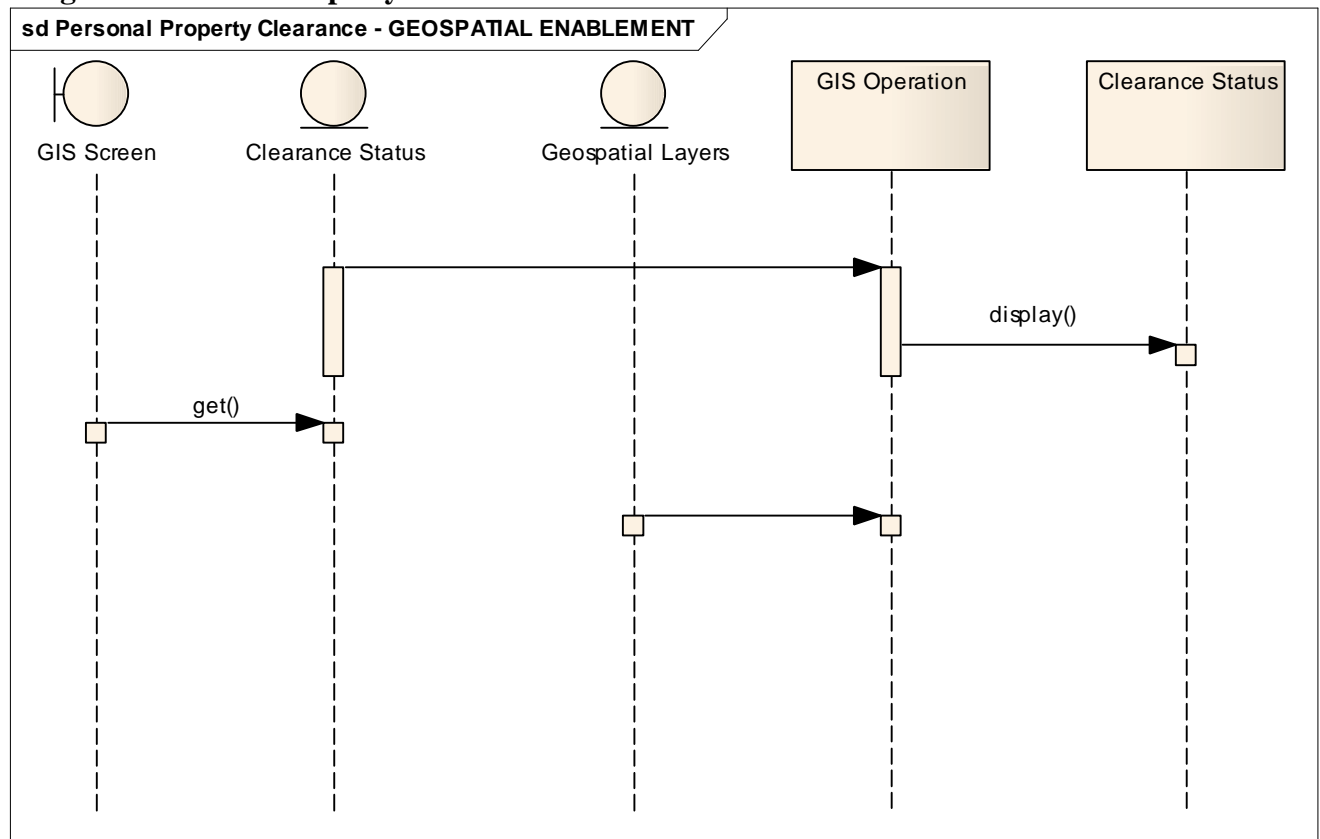 sd Personal Property Clearance - GEOSPATIAL ENABLEMENT
GIS Screen
Clearance Status
Geospatial Layers
GIS Operation
Clearance Status
display()
get()